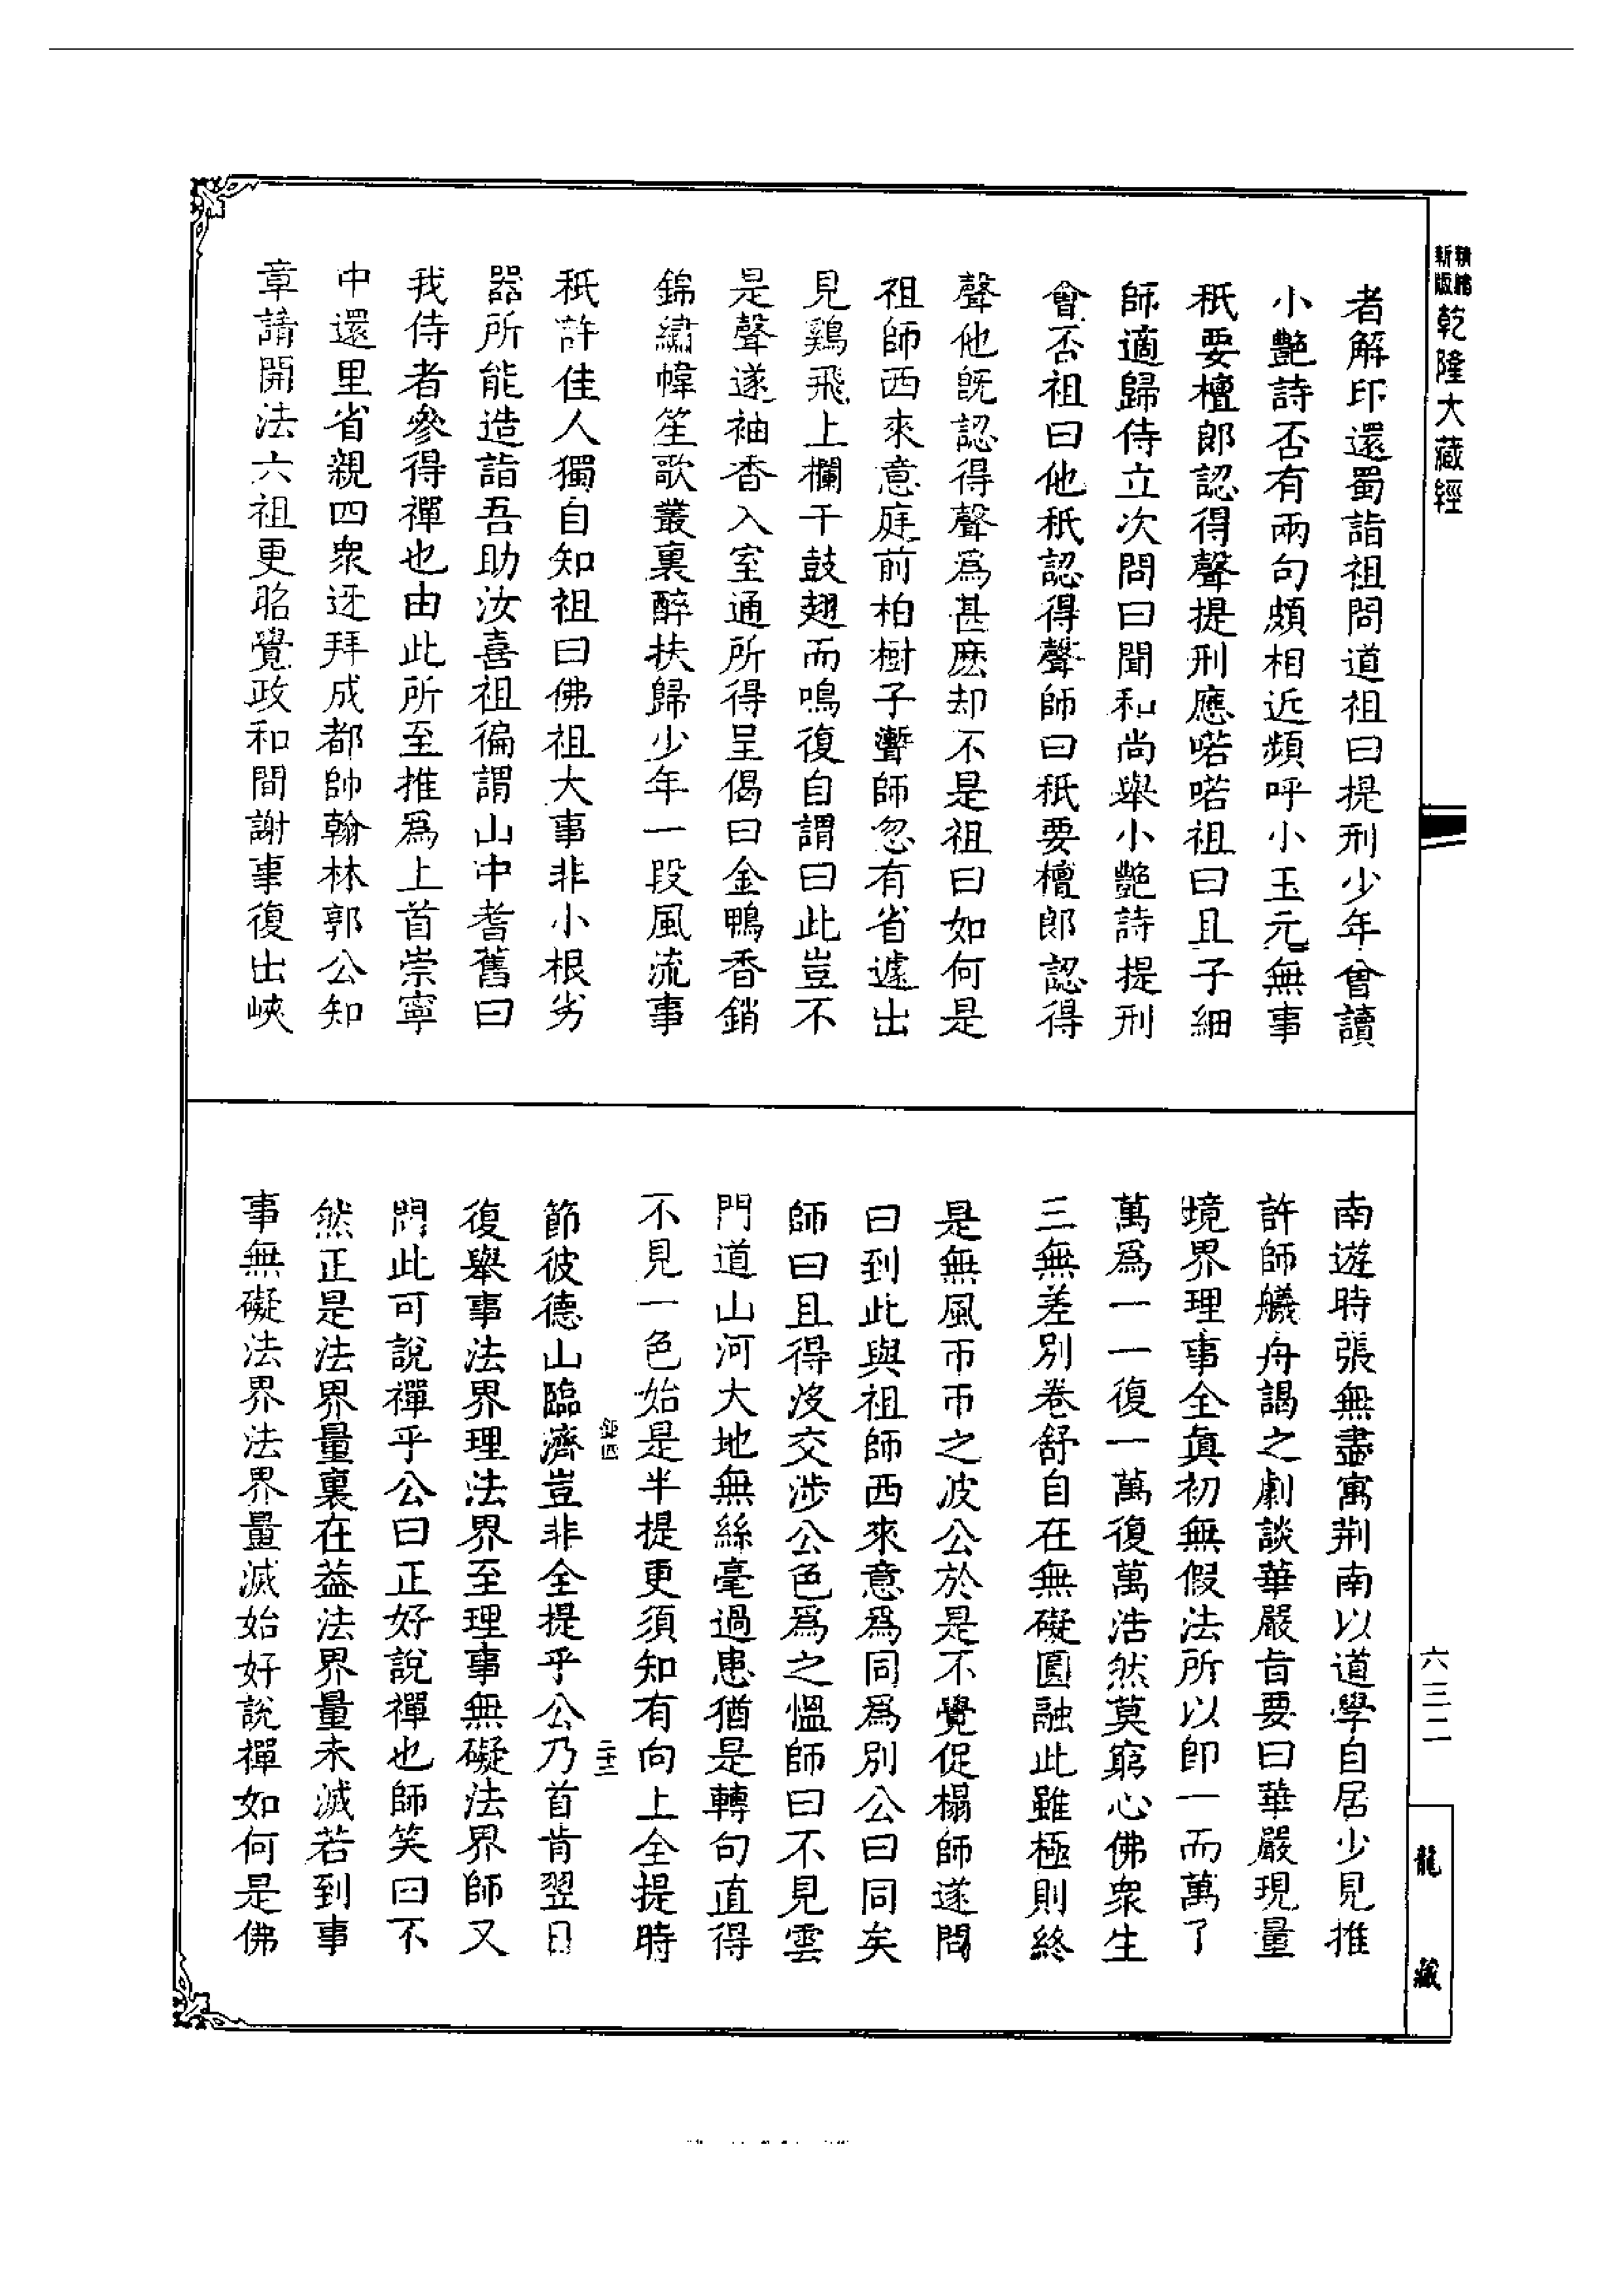 新版
精縮
乾隆大藏經
者解印還蜀詣祖問道祖曰提刑少年曾讀
小艷詩否有兩句頗相近頻呼小玉元無事
秖要檀郎認得聲提刑應喏喏祖曰且子細
師適歸侍立次問曰聞和尚舉小艷詩提刑
會否祖曰他秖認得聲師曰秖要檀郎認得
聲他旣認得聲爲甚麽却不是祖曰如何是
祖師西來意庭前柏樹子聻師忽有省遽出
見鷄飛上欄干鼓翅而鳴復自謂曰此豈不
是聲遂袖香入室通所得呈偈曰金鴨香銷
錦繡幃笙歌叢裏醉扶歸少年一段風流事
秖許佳人獨自知祖曰佛祖大事非小根劣
器所能造詣吾助汝喜祖徧謂山中耆舊曰
我侍者參得禪也由此所至推爲上首崇寧
中還里省親四衆迓拜成都帥翰林郭公知
章請開法六祖更昭覺政和間謝事復出峽
南遊時張無盡寓荆南以道學自居少見推
許師艤舟謁之劇談華嚴旨要曰華嚴現量
境界理事全眞初無假法所以即一而萬了
萬爲一一復一萬復萬浩然莫窮心佛衆生
三無差別卷舒自在無礙圓融此雖極則終
是無風帀帀之波公於是不覺促榻師遂問
曰到此與祖師西來意爲同爲別公曰同矣
師曰且得沒交涉公色爲之慍師曰不見雲
門道山河大地無絲毫過患猶是轉句直得
不見一色始是半提更須知有向上全提時
節彼德山臨濟豈非全提乎公乃首肯翌日
復舉事法界理法界至理事無礙法界師又
問此可說禪乎公曰正好說禪也師笑曰不
然正是法界量裏在葢法界量未滅若到事
事無礙法界法界量滅始好說禪如何是佛
六三二
龍藏